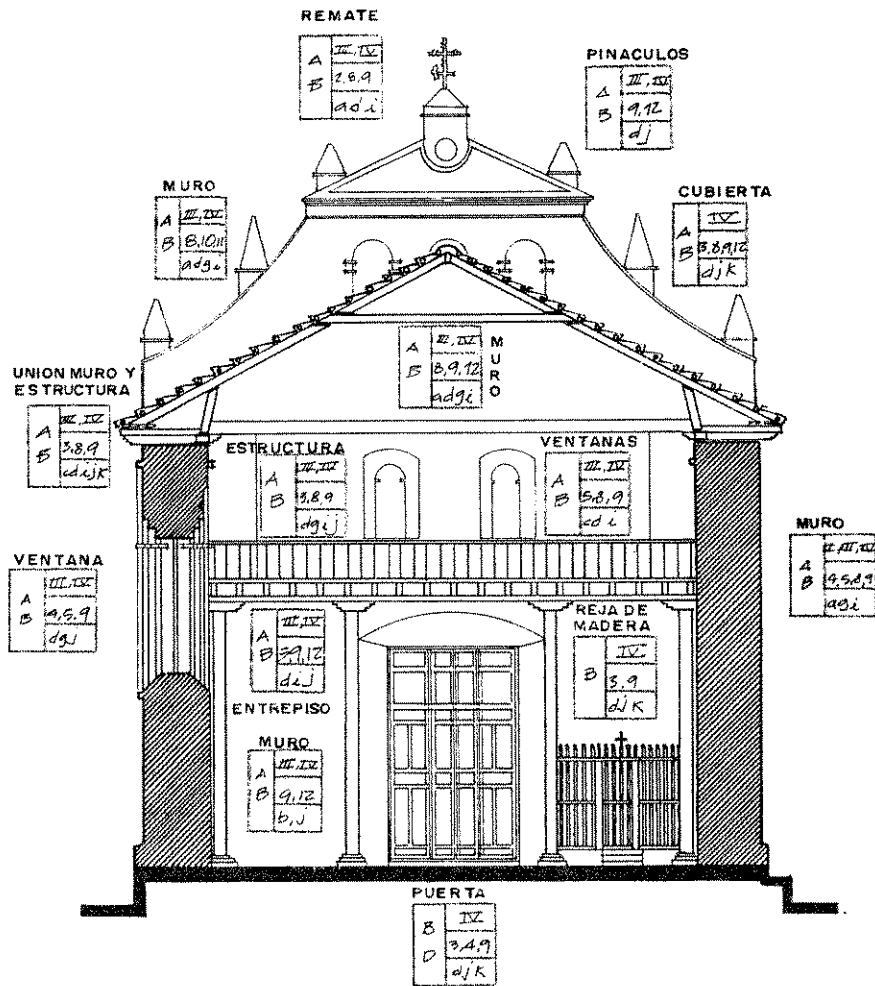 REMATE
A III, IV
B 2,8,9
adi
PINACULOS
A III, IV
B 9,12
dj
MURO
A III, IV
B 8,10,11
adgi
CUBIERTA
A IV
B 3,8,9,12
djk
MURO
A III, IV
B 8,9,12
adgi
UNION MURO Y
ESTRUCTURA
A III, IV
B 3,8,9
cdijk
ESTRUCTURA
A III, IV
B 3,8,9
dgij
VENTANAS
A III, IV
B 5,8,9
cdi
MURO
A II, III, IV
B 4,5,8,9
agi
VENTANA
A III, IV
B 4,5,9
dgj
A III, IV
B 3,9,12
dij
ENTREPISO
REJA DE
MADERA
IV
B 3,9
djk
MURO
A III, IV
B 9,12
b,j
PUERTA
B IV
D 3,4,9
djk